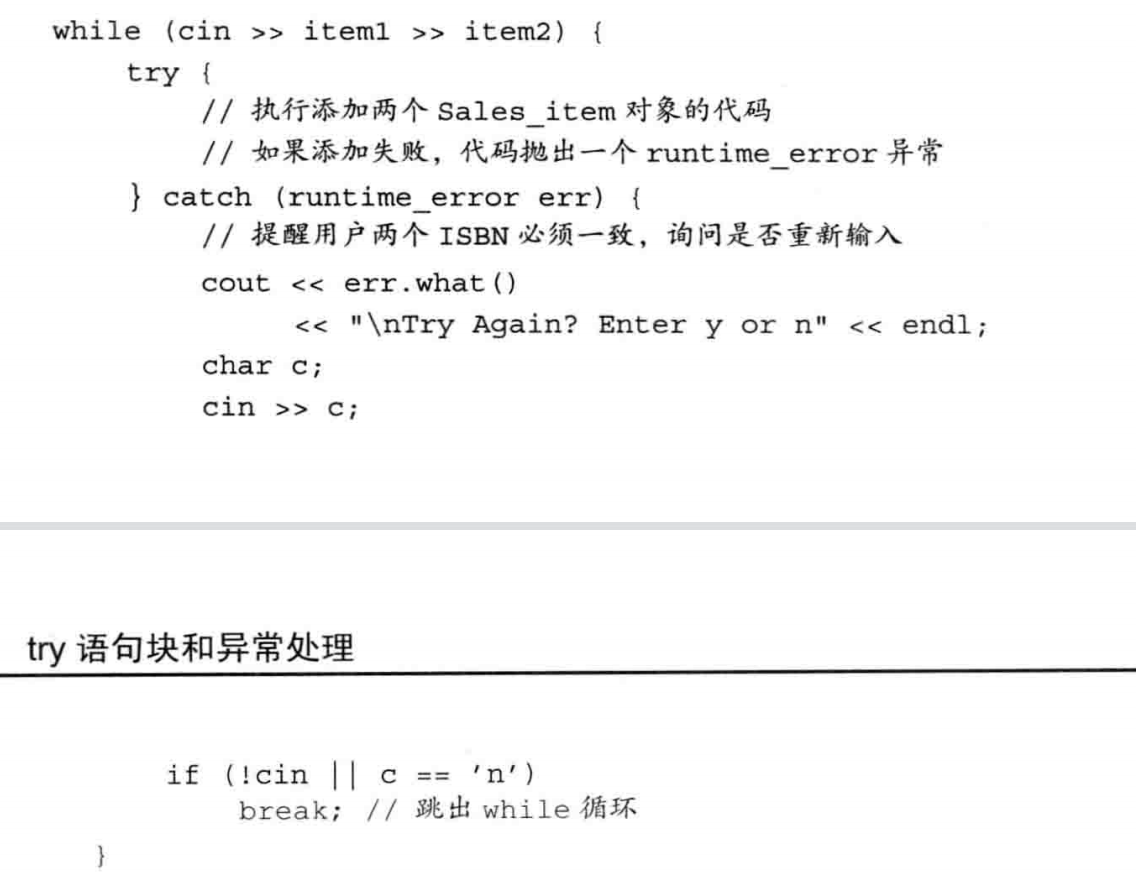 while (cin >> item1 >> item2) {
    try {
        // 执行添加两个 Sales_item 对象的代码
        // 如果添加失败，代码抛出一个 runtime_error 异常
    } catch (runtime_error err) {
        // 提醒用户两个 ISBN 必须一致，询问是否重新输入
        cout << err.what()
             << "\nTry Again? Enter y or n" << endl;
        char c;
        cin >> c;
try 语句块和异常处理
        if (!cin || c == 'n')
            break; // 跳出 while 循环
    }